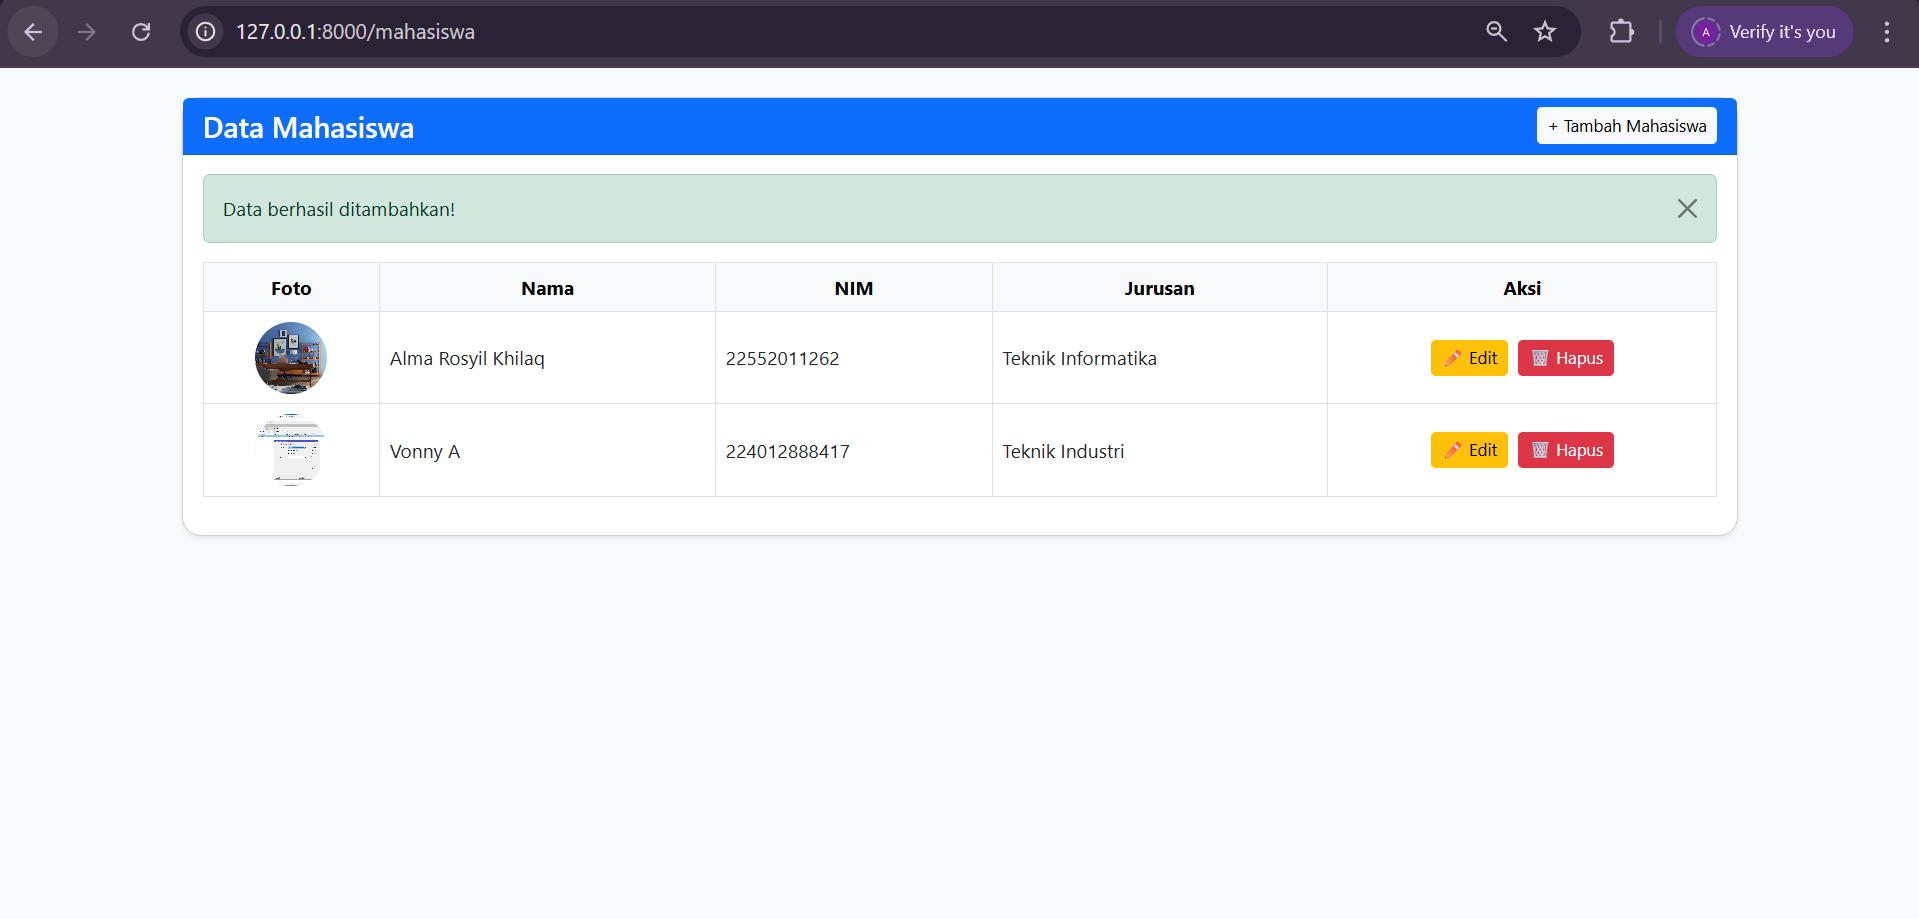 127.0.0.1:8000/mahasiswa
A Verify it's you
Data Mahasiswa
+ Tambah Mahasiswa
Data berhasil ditambahkan!
Foto Nama NIM Jurusan Aksi
Alma Rosyil Khilaq 22552011262 Teknik Informatika Edit Hapus
Vonny A 224012888417 Teknik Industri Edit Hapus